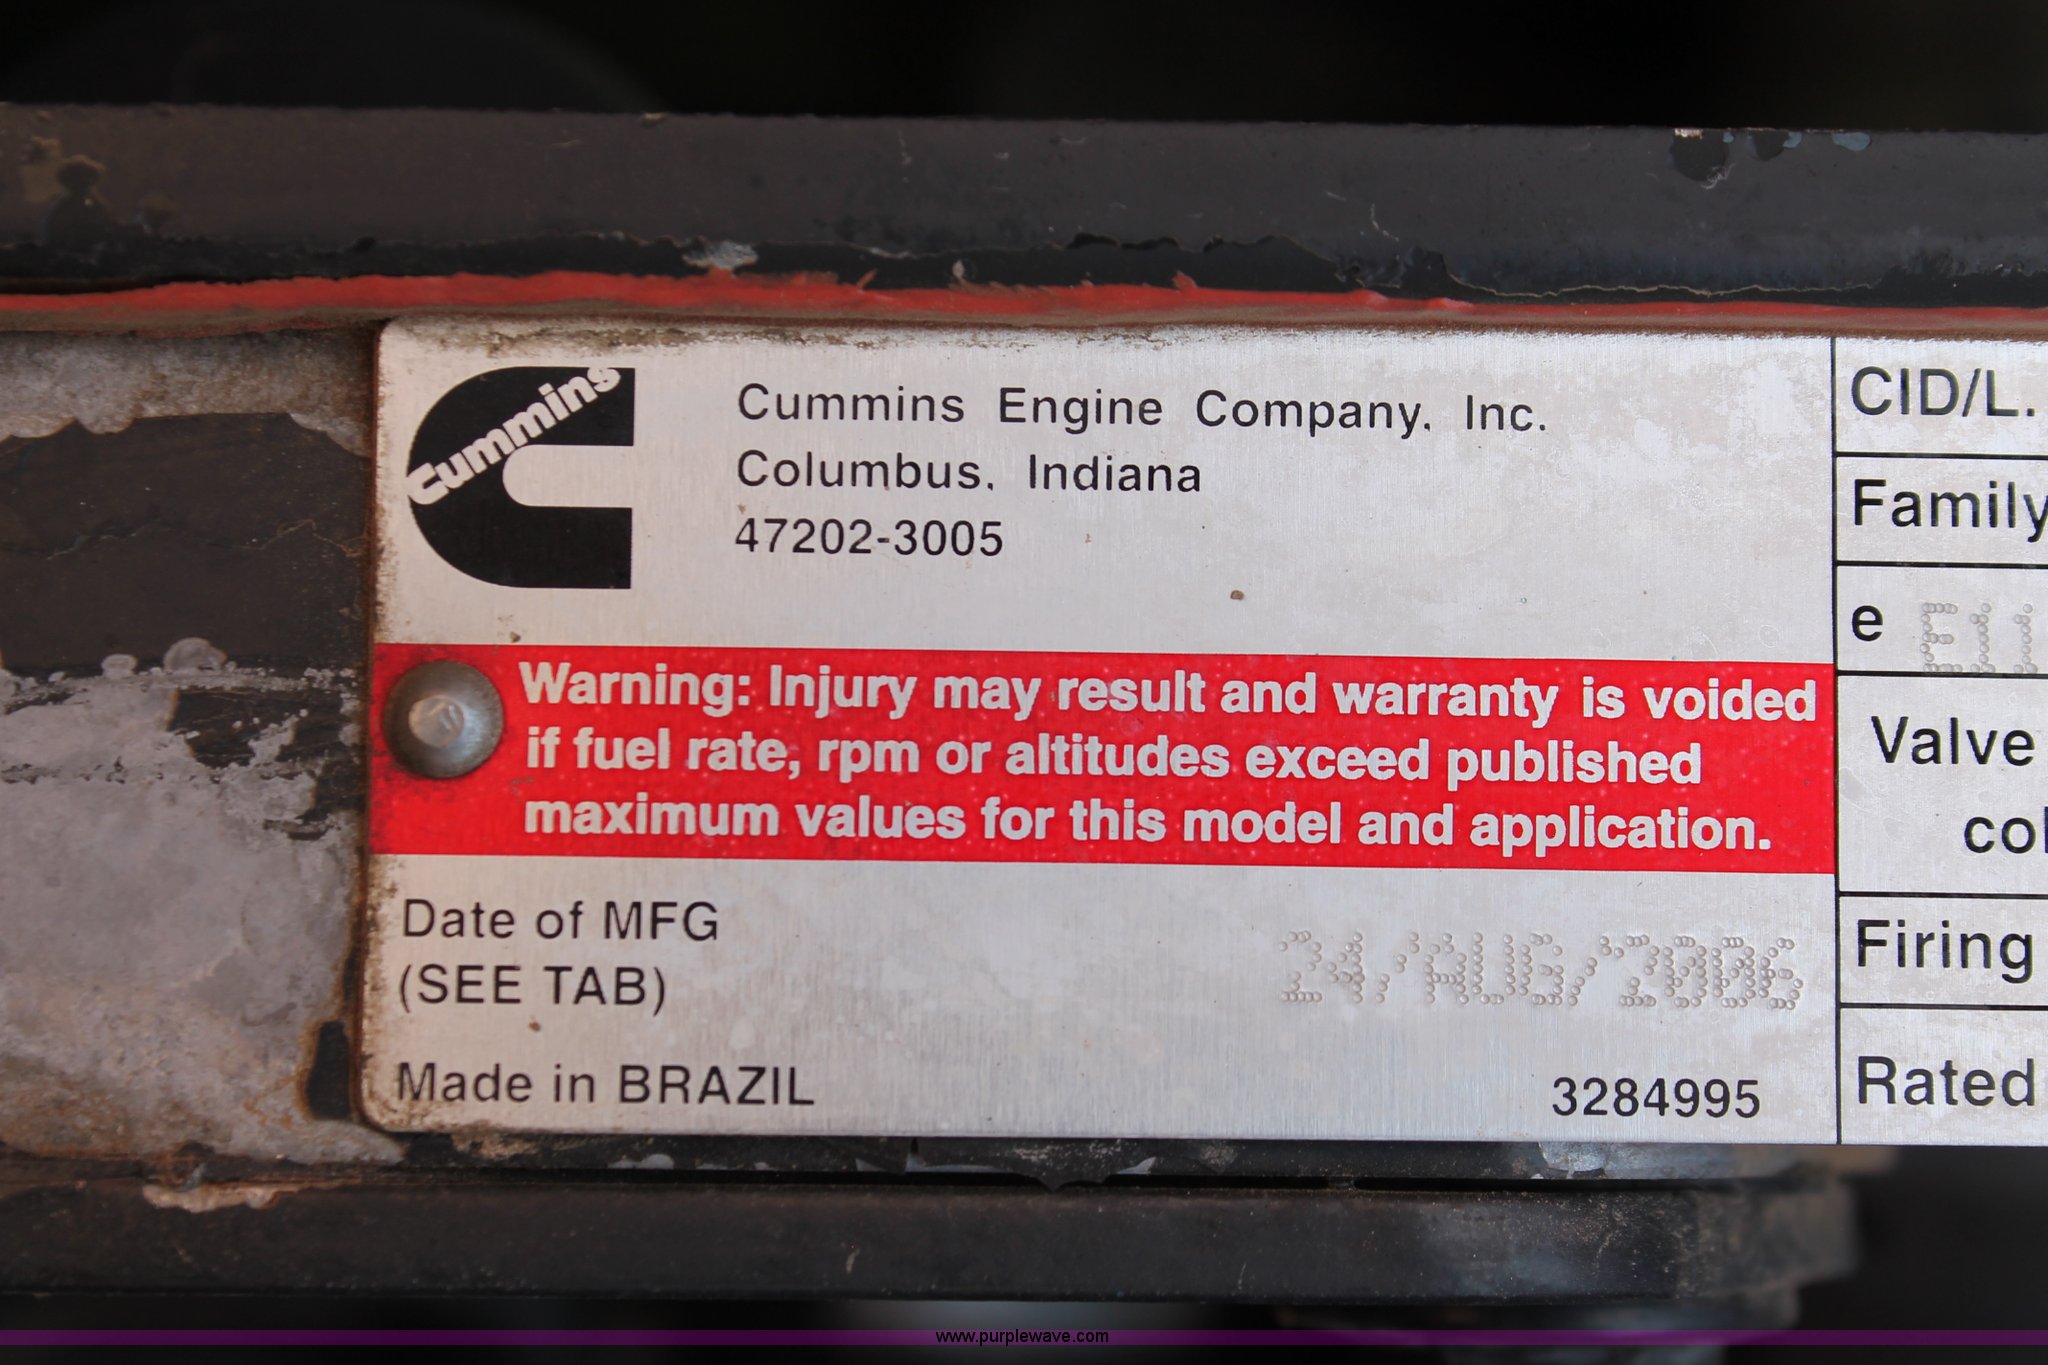 Cummins
Cummins Engine Company, Inc.
Columbus, Indiana
47202-3005
Warning: Injury may result and warranty is voided
if fuel rate, rpm or altitudes exceed published
maximum values for this model and application.
Date of MFG
(SEE TAB)
24/AUG/2006
Made in BRAZIL
3284995
CID/L.
Family
e E11
Valve
col
Firing
Rated
www.purplewave.com